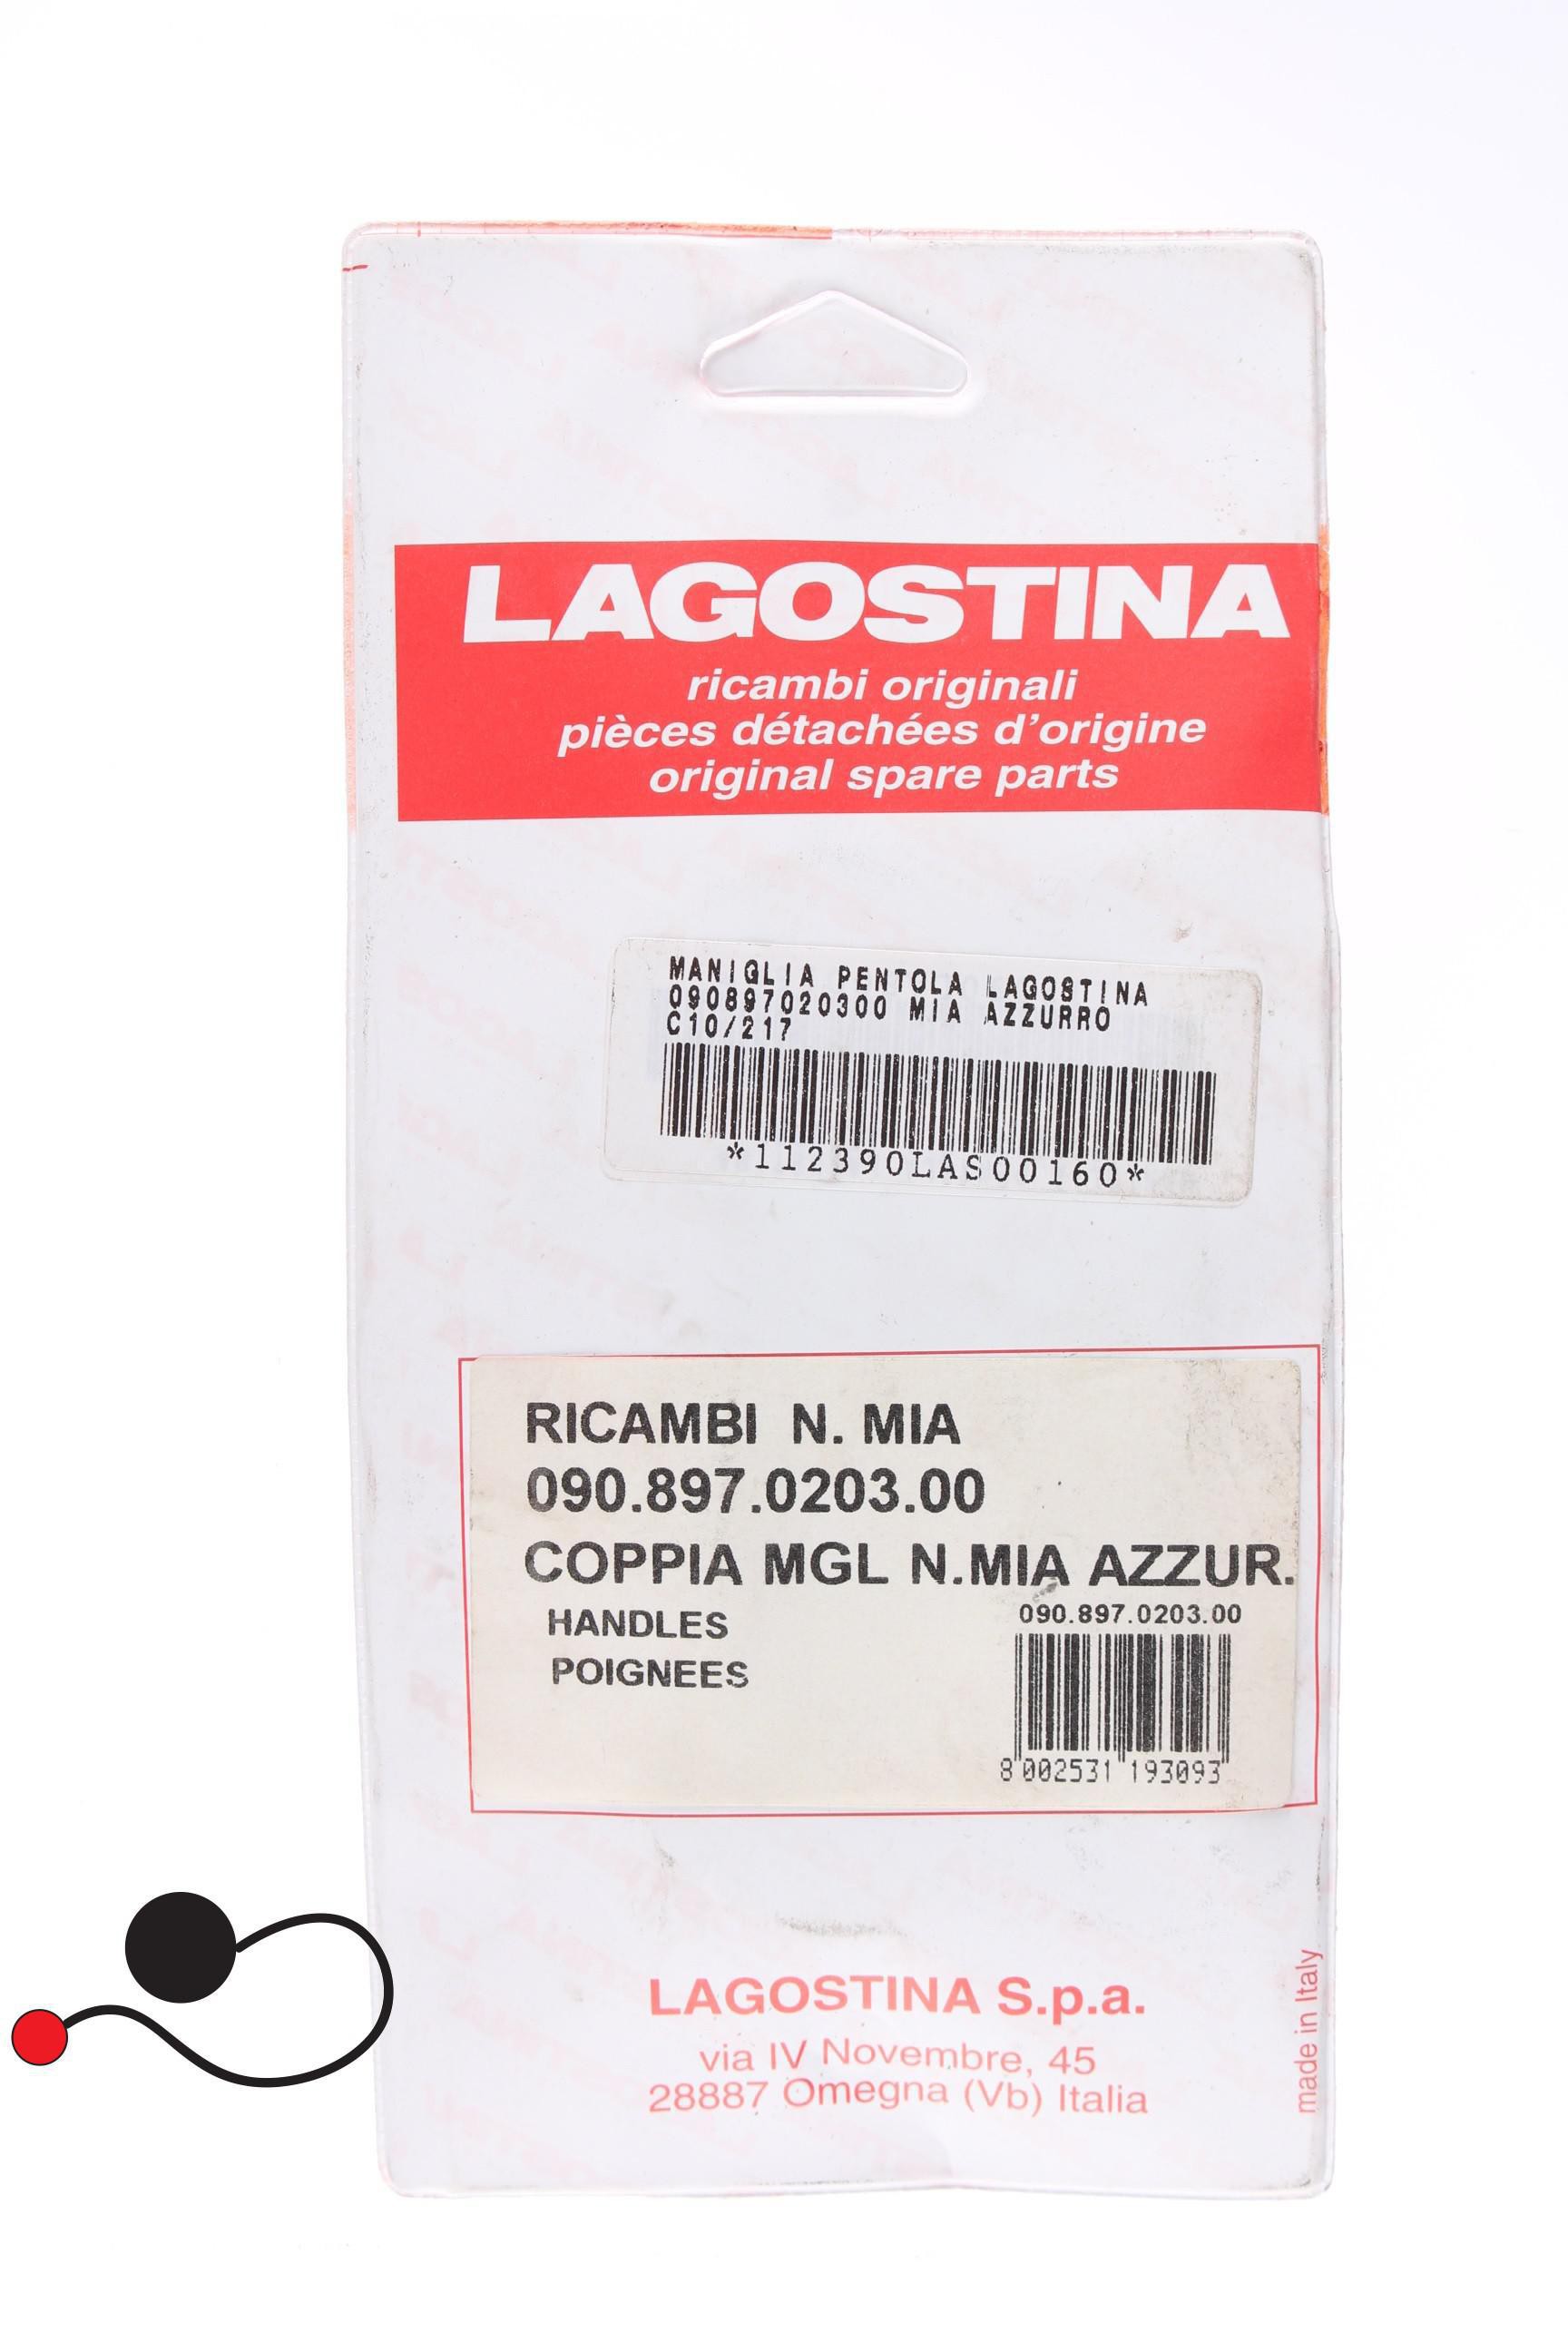 LAGOSTINA
ricambi originali
pièces détachées d'origine
original spare parts
MANIGLIA PENTOLA LAGOSTINA
090897020300 MIA AZZURRO
C10/217
*112390LAS00160*
RICAMBI N. MIA
090.897.0203.00
COPPIA MGL N.MIA AZZUR.
HANDLES
POIGNEES
090.897.0203.00
8 002531 193093
LAGOSTINA S.p.a.
via IV Novembre, 45
28887 Omegna (Vb) Italia
made in Italy